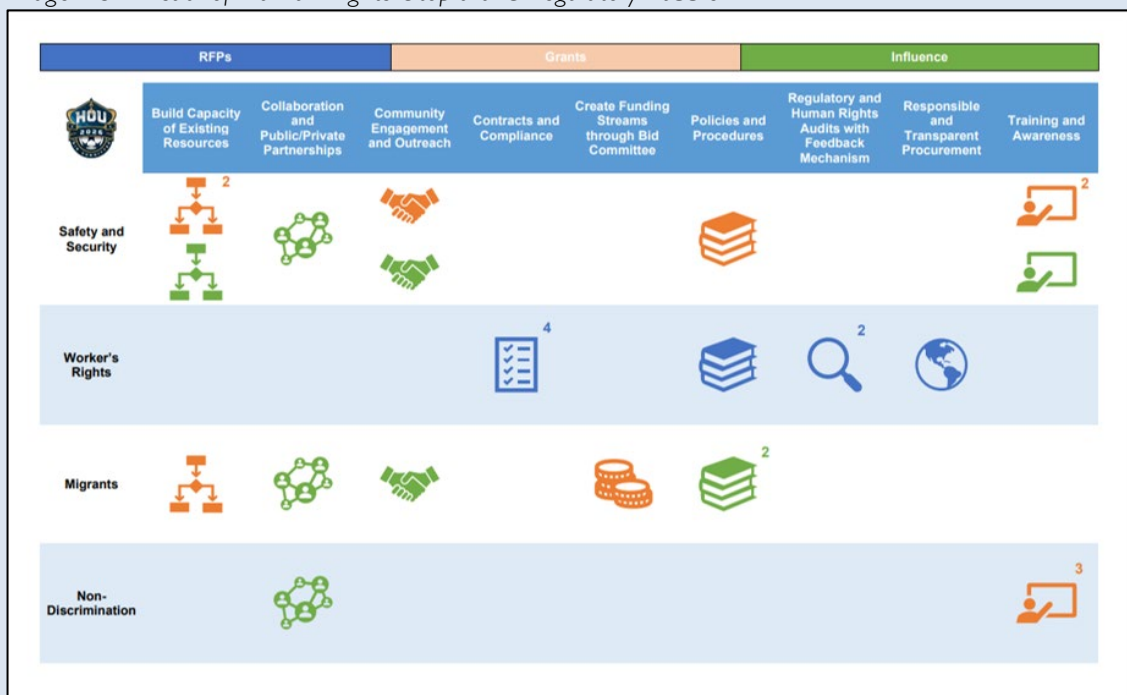 RFPs
Grants
Influence
HOU
2026
Build Capacity
of Existing
Resources
Collaboration
and
Public/Private
Partnerships
Community
Engagement
and Outreach
Contracts and
Compliance
Create Funding
Streams
through Bid
Committee
Policies and
Procedures
Regulatory and
Human Rights
Audits with
Feedback
Mechanism
Responsible
and
Transparent
Procurement
Training and
Awareness
Safety and
Security
2
2
Worker's
Rights
4
2
Migrants
2
Non-
Discrimination
3